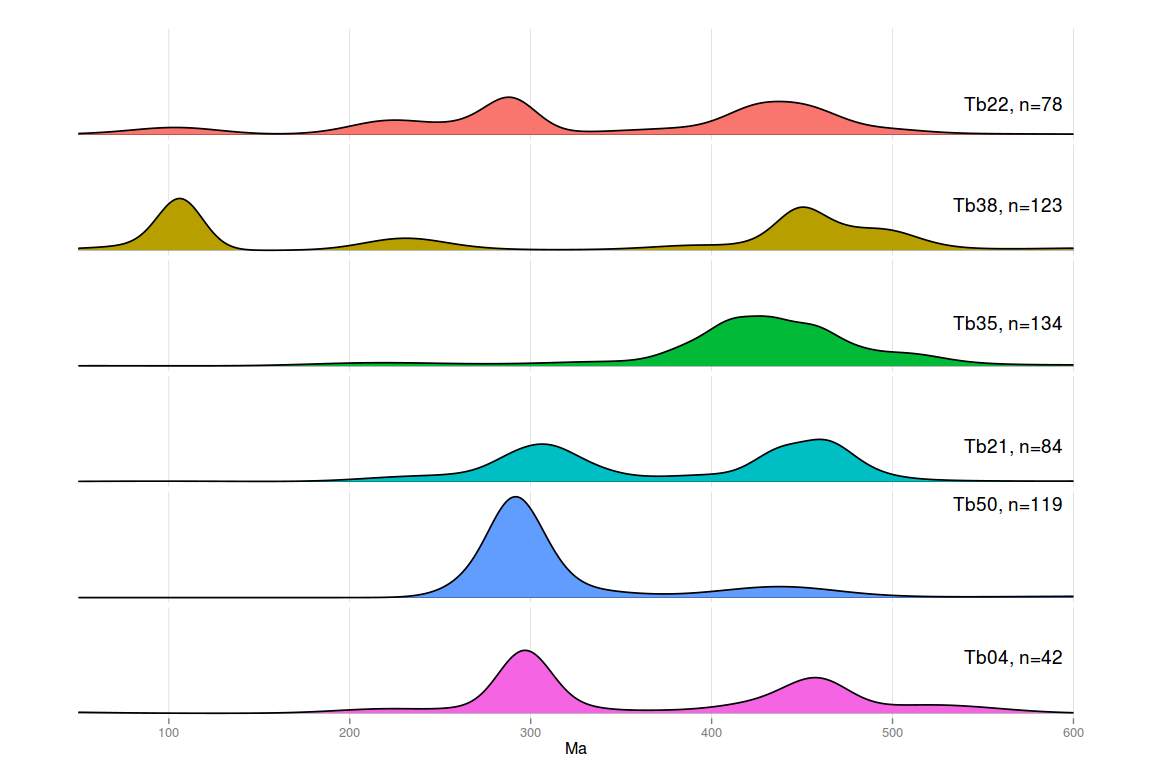 Tb22, n=78
Tb38, n=123
Tb35, n=134
Tb21, n=84
Tb50, n=119
Tb04, n=42
100 200 300 400 500 600
Ma